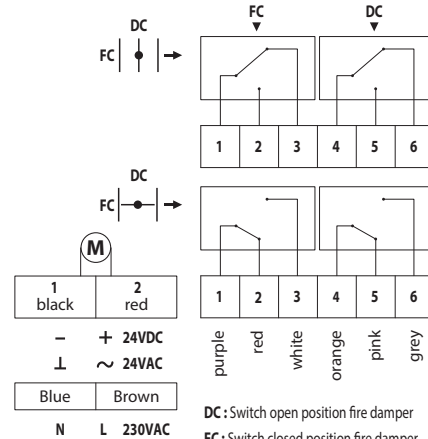 FC DC
DC
FC
1 2 3 4 5 6
DC
FC
M
1 2
black red
1 2 3 4 5 6
purple red white orange pink grey
– + 24VDC
⊥ ~ 24VAC
Blue Brown
N L 230VAC
DC : Switch open position fire damper
FC : Switch closed position fire damper